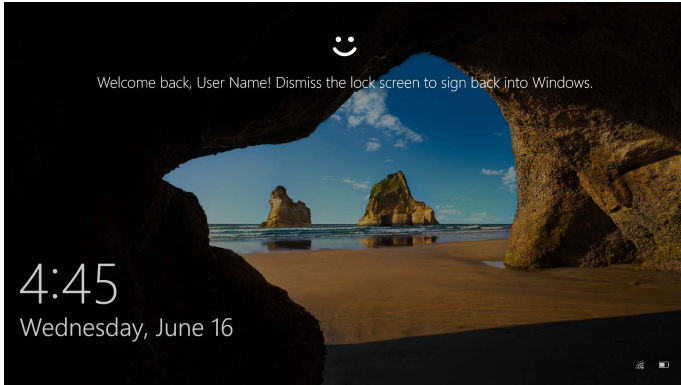 Welcome back, User Name! Dismiss the lock screen to sign back into Windows.
4:45
Wednesday, June 16